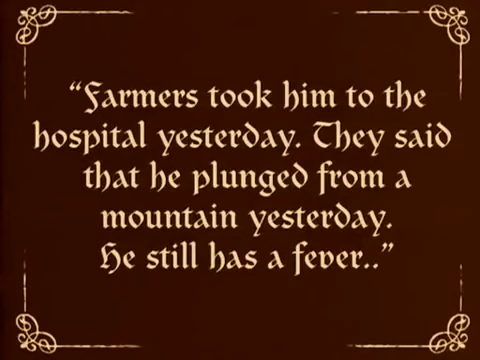 “Farmers took him to the
hospital yesterday. They said
that he plunged from a
mountain yesterday.
He still has a fever..”